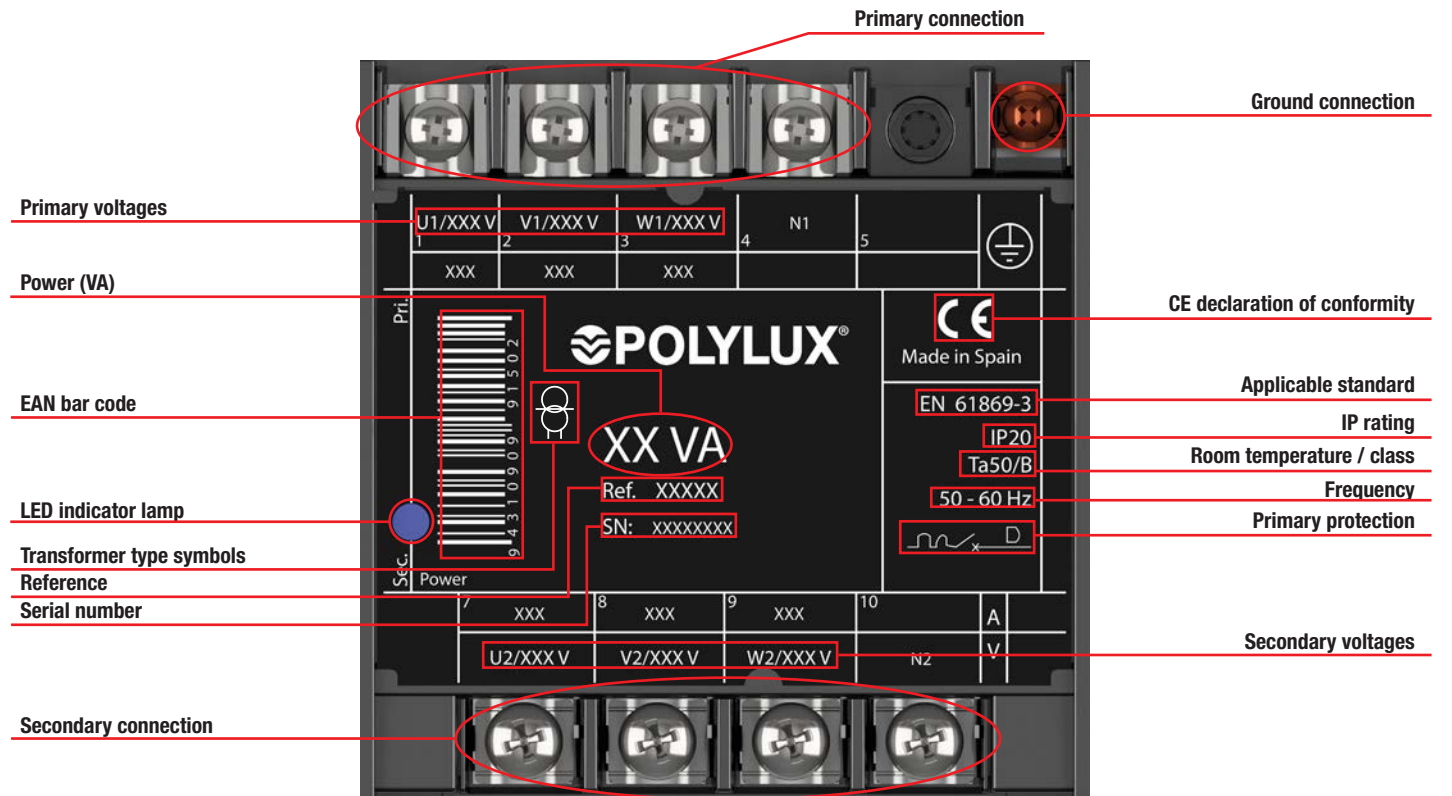 Primary connection
Ground connection
Primary voltages
U1/XXX V V1/XXX V W1/XXX V N1
1 2 3 4 5
XXX XXX XXX
Power (VA)
Pri.
CE declaration of conformity
CE
POLYLUX®
Made in Spain
EAN bar code
9 431090 991502
Applicable standard
EN 61869-3
IP rating
IP20
XX VA
Room temperature / class
Ta50/B
Ref. XXXXX
Frequency
50 - 60 Hz
LED indicator lamp
SN: XXXXXXXX
Primary protection
D
Transformer type symbols
Sec.
Power
Reference
Serial number
7 8 9 10
XXX XXX XXX A
Secondary voltages
U2/XXX V V2/XXX V W2/XXX V N2 V
Secondary connection